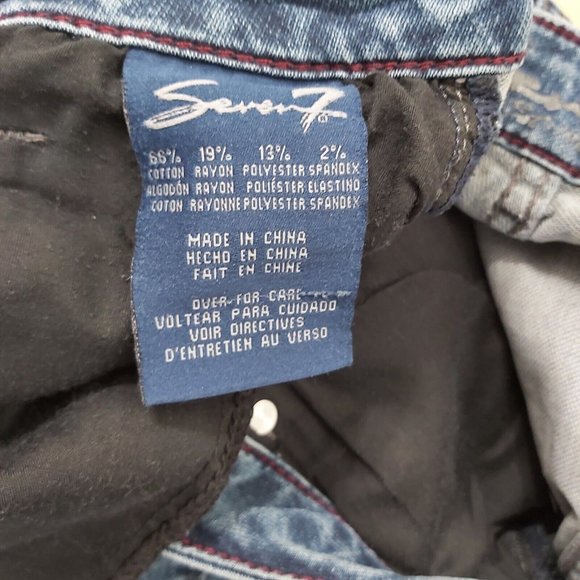 Seven7
66% 19% 13% 2%
COTTON RAYON POLYESTER SPANDEX
ALGODÓN RAYON POLIÉSTER ELASTINO
COTON RAYONNE POLYESTER SPANDEX
MADE IN CHINA
HECHO EN CHINA
FAIT EN CHINE
OVER-FOR CARE
VOLTEAR PARA CUIDADO
VOIR DIRECTIVES
D'ENTRETIEN AU VERSO